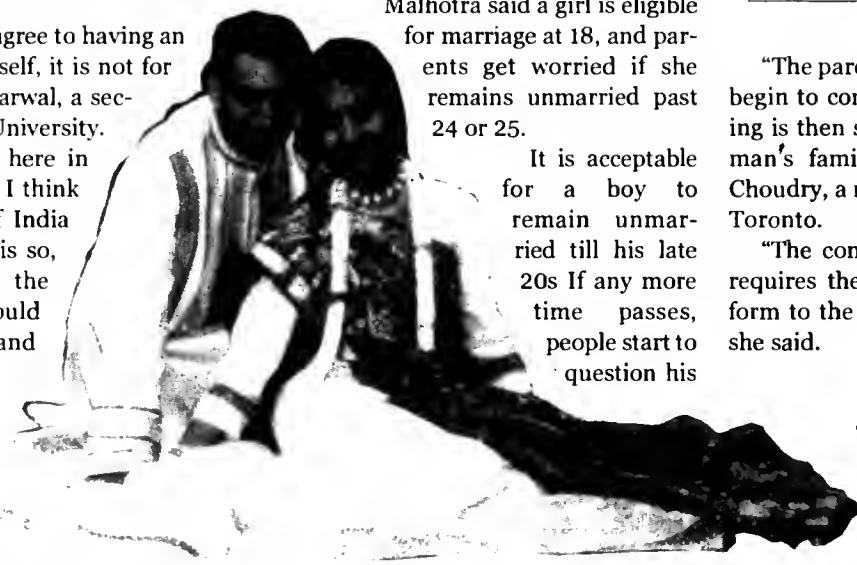 agree to having an
self, it is not for
arwal, a sec-
University.
here in
I think
f India
is so,
the
ould
and
Malhotra said a girl is eligible
for marriage at 18, and par-
ents get worried if she
remains unmarried past
24 or 25.
It is acceptable
for a boy to
remain unmar-
ried till his late
20s If any more
time passes,
people start to
question his
"The pare
begin to con
ing is then s
man's fami
Choudry, a r
Toronto.
"The con
requires the
form to the
she said.